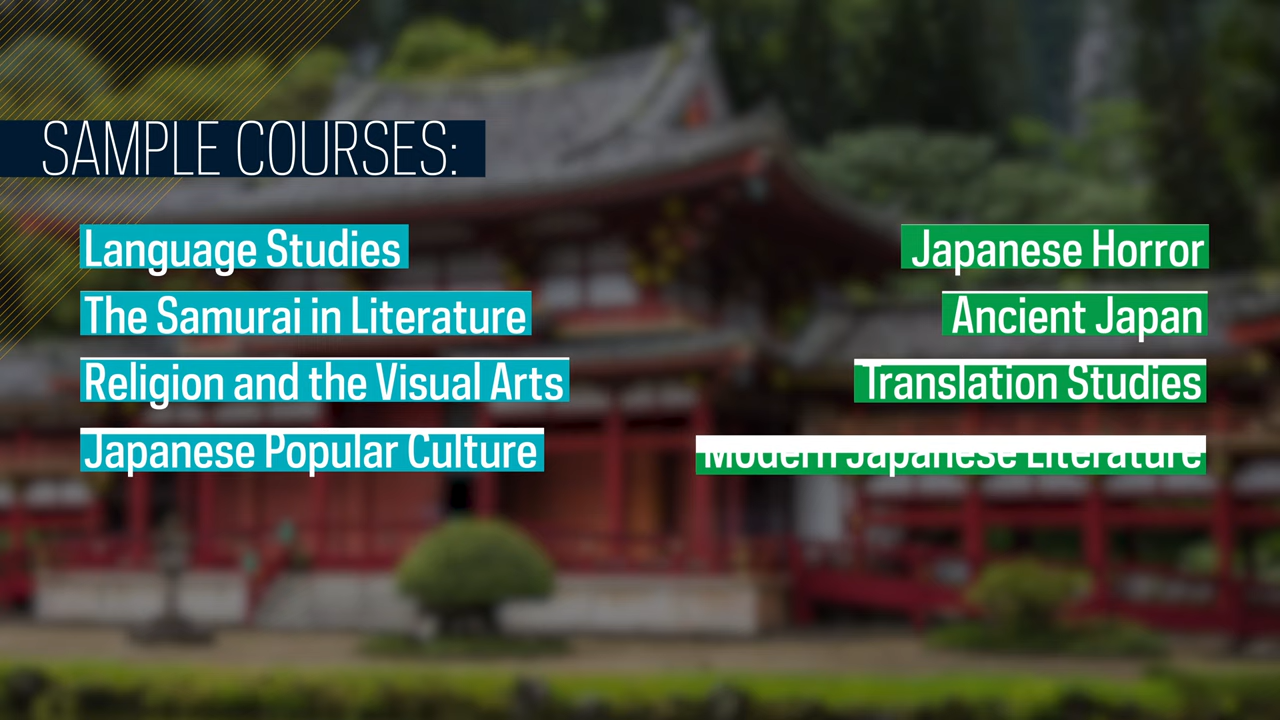 SAMPLE COURSES:
Language Studies
The Samurai in Literature
Religion and the Visual Arts
Japanese Popular Culture
Japanese Horror
Ancient Japan
Translation Studies
Modern Japanese Literature